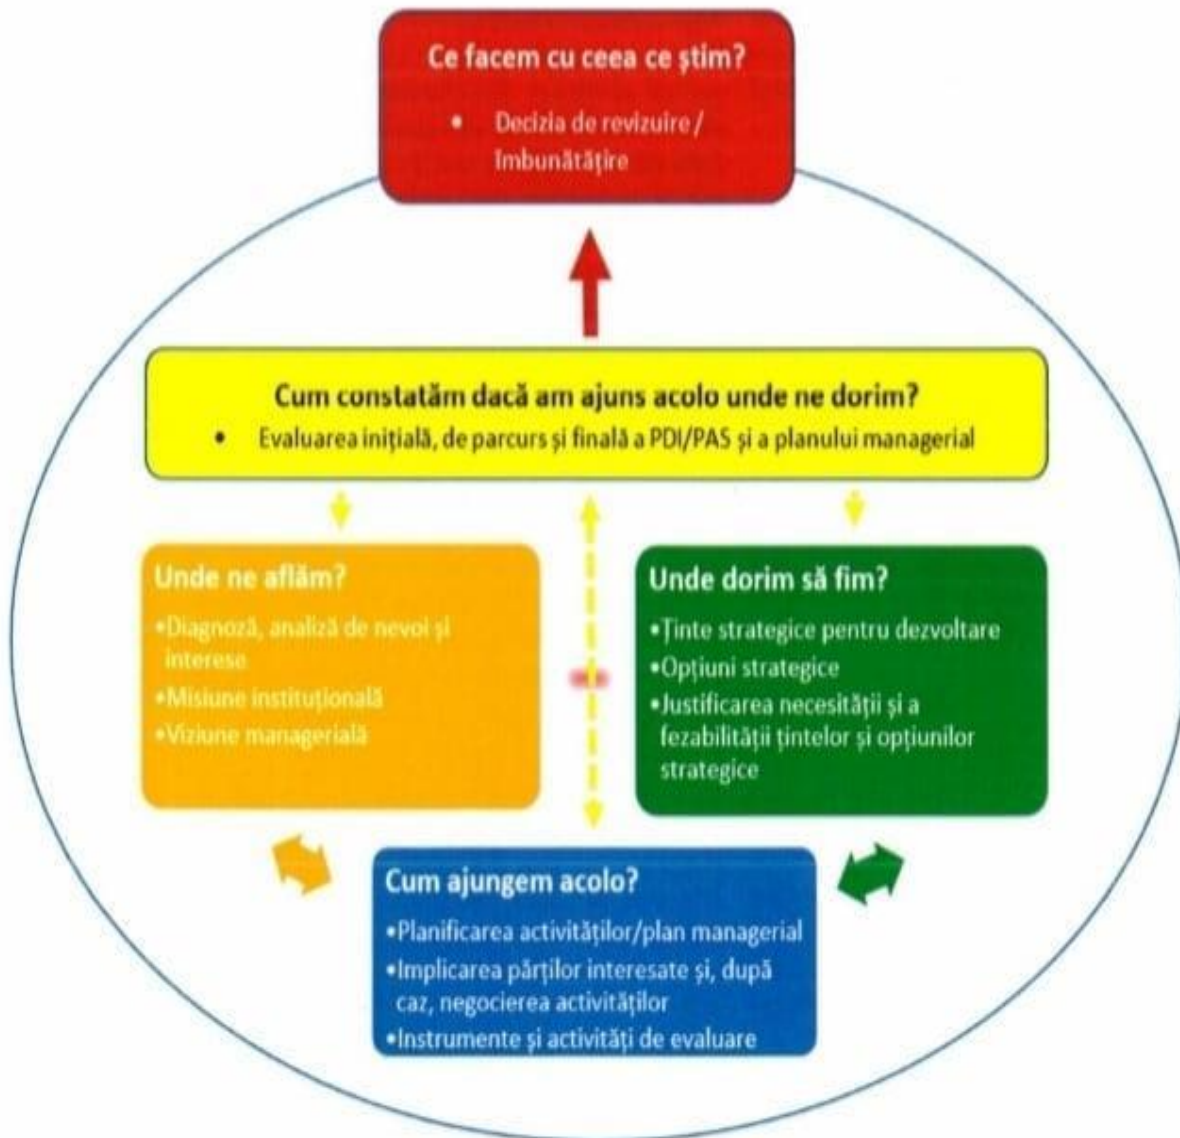 Ce facem cu ceea ce știm?
• Decizia de revizuire /
îmbunătățire
Cum constatăm dacă am ajuns acolo unde ne dorim?
• Evaluarea inițială, de parcurs și finală a PDI/PAS și a planului managerial
Unde ne aflăm?
•Diagnoză, analiză de nevoi și
interese
•Misiune instituțională
•Viziune managerială
Unde dorim să fim?
•Ținte strategice pentru dezvoltare
•Opțiuni strategice
•Justificarea necesității și a
fezabilității țintelor și opțiunilor
strategice
Cum ajungem acolo?
•Planificarea activităților/plan managerial
•Implicarea părților interesate și, după
caz, negocierea activităților
•Instrumente și activități de evaluare